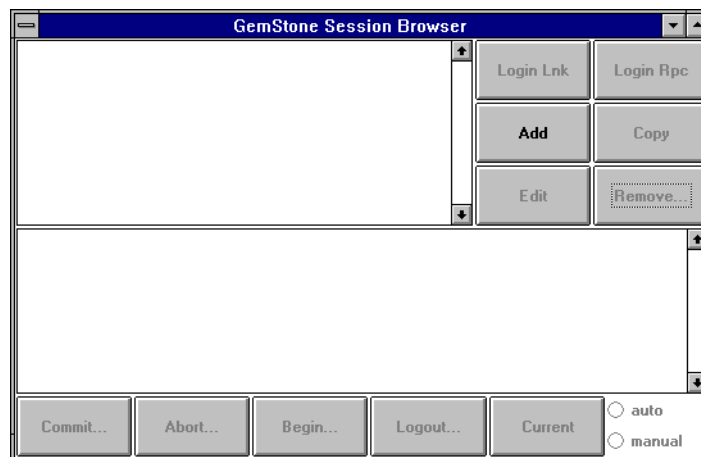 GemStone Session Browser
Login Lnk Login Rpc
Add Copy
Edit Remove...
Commit... Abort... Begin... Logout... Current auto
manual